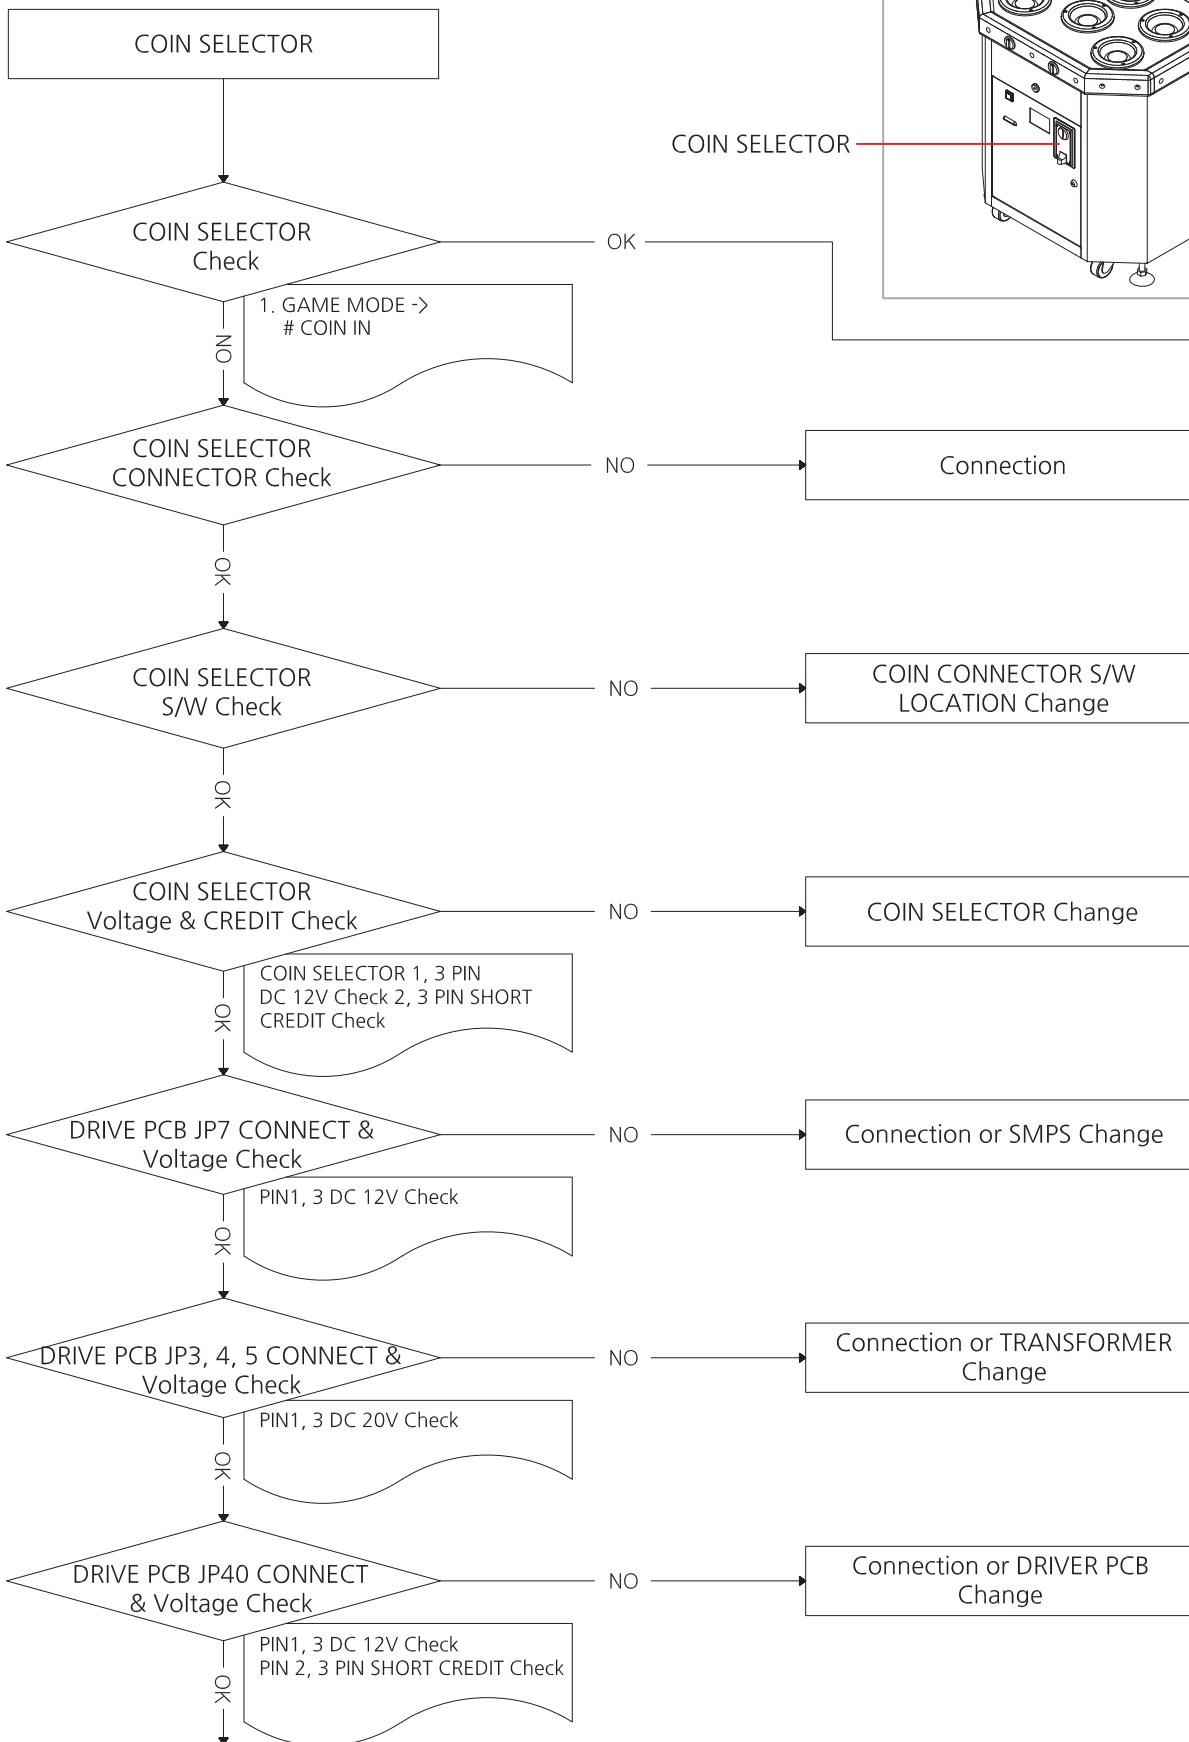 COIN SELECTOR
COIN SELECTOR
COIN SELECTOR
Check
OK
1. GAME MODE ->
# COIN IN
NO
COIN SELECTOR
CONNECTOR Check
NO
Connection
OK
COIN SELECTOR
S/W Check
NO
COIN CONNECTOR S/W
LOCATION Change
OK
COIN SELECTOR
Voltage & CREDIT Check
NO
COIN SELECTOR Change
COIN SELECTOR 1, 3 PIN
DC 12V Check 2, 3 PIN SHORT
CREDIT Check
OK
DRIVE PCB JP7 CONNECT &
Voltage Check
NO
Connection or SMPS Change
PIN1, 3 DC 12V Check
OK
DRIVE PCB JP3, 4, 5 CONNECT &
Voltage Check
NO
Connection or TRANSFORMER
Change
PIN1, 3 DC 20V Check
OK
DRIVE PCB JP40 CONNECT
& Voltage Check
NO
Connection or DRIVER PCB
Change
PIN1, 3 DC 12V Check
PIN 2, 3 PIN SHORT CREDIT Check
OK